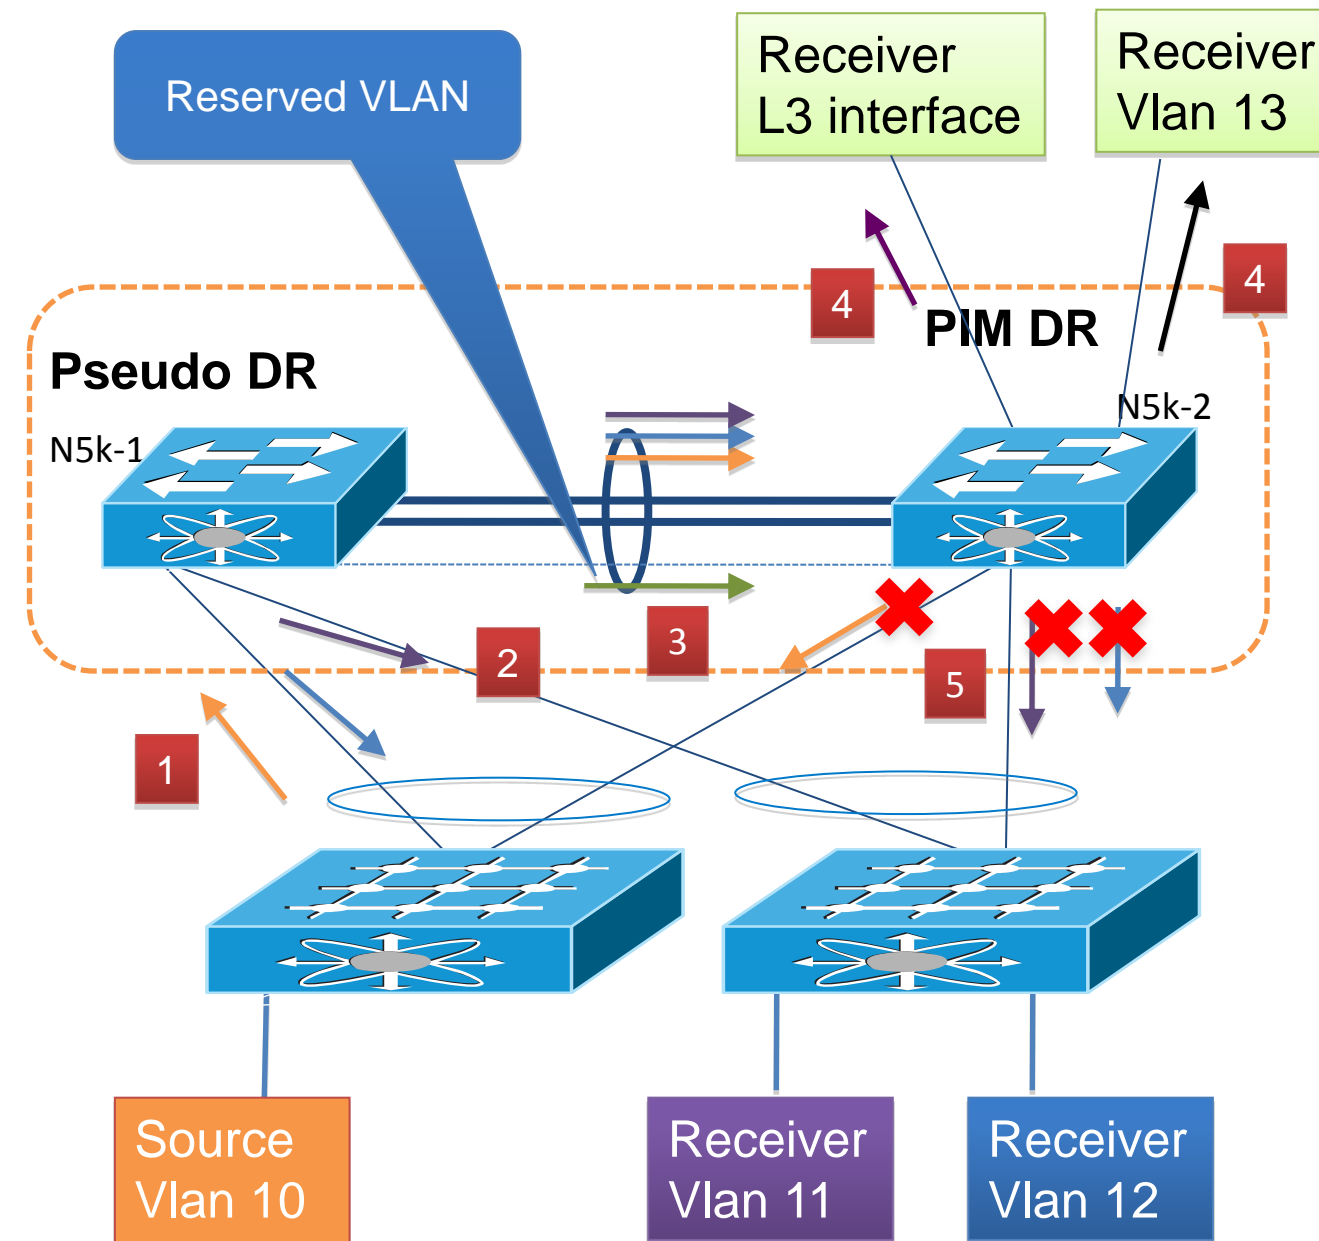 Reserved VLAN
Receiver
L3 interface
Receiver
Vlan 13
4
4
PIM DR
Pseudo DR
N5k-1
N5k-2
3
2
5
1
Source
Vlan 10
Receiver
Vlan 11
Receiver
Vlan 12